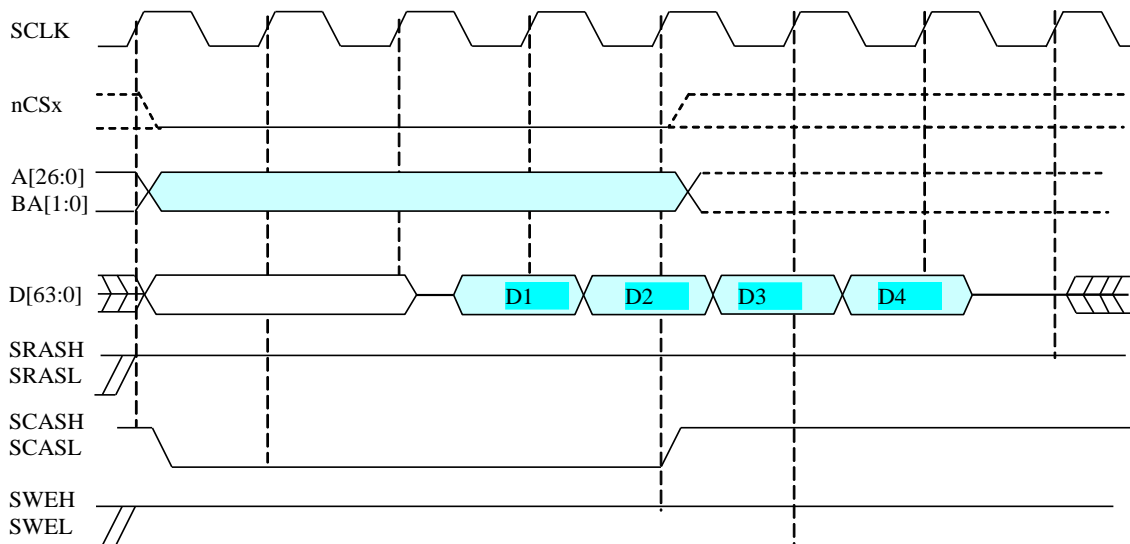 SCLK
nCSx
A[26:0]
BA[1:0]
D[63:0]
D1
D2
D3
D4
SRASH
SRASL
SCASH
SCASL
SWEH
SWEL